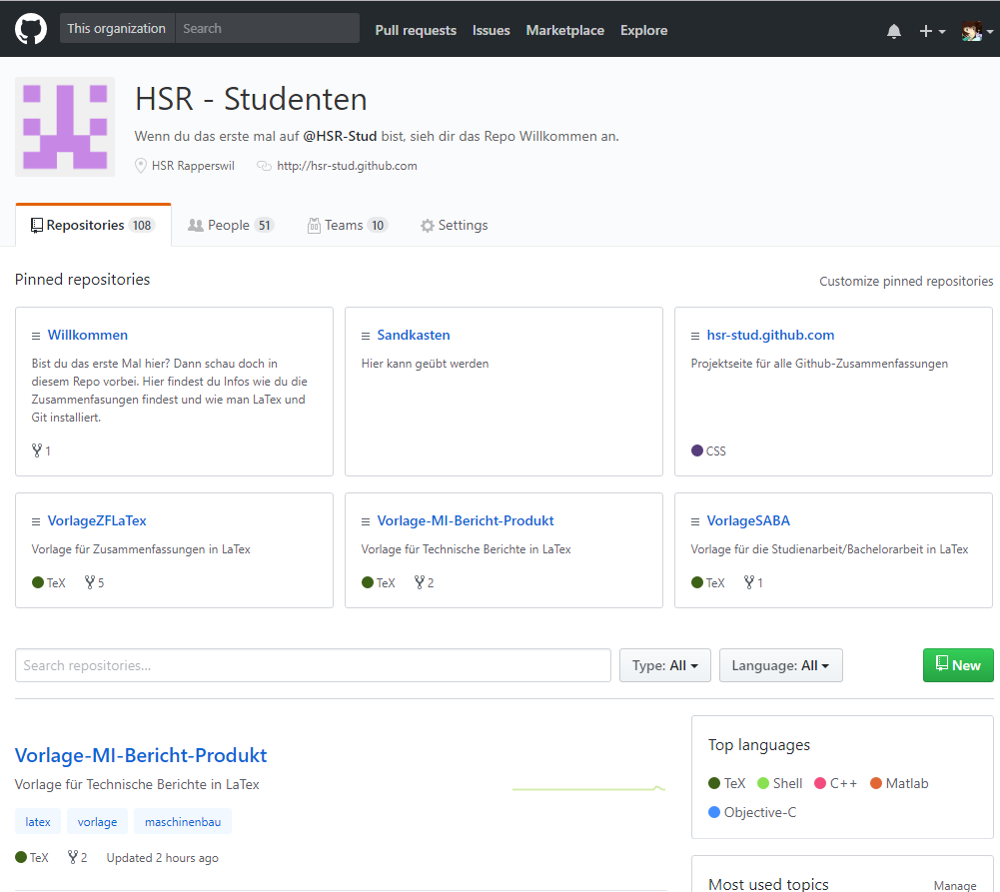 This organization Search Pull requests Issues Marketplace Explore
HSR - Studenten
Wenn du das erste mal auf @HSR-Stud bist, sieh dir das Repo Willkommen an.
HSR Rapperswil http://hsr-stud.github.com
Repositories 108 People 51 Teams 10 Settings
Pinned repositories Customize pinned repositories
Willkommen
Bist du das erste Mal hier? Dann schau doch in
diesem Repo vorbei. Hier findest du Infos wie du die
Zusammenfasungen findest und wie man LaTex und
Git installiert.
1
Sandkasten
Hier kann geübt werden
hsr-stud.github.com
Projektseite für alle Github-Zusammenfassungen
CSS
VorlageZFLaTex
Vorlage für Zusammenfassungen in LaTex
TeX 5
Vorlage-MI-Bericht-Produkt
Vorlage für Technische Berichte in LaTex
TeX 2
VorlageSABA
Vorlage für die Studienarbeit/Bachelorarbeit in LaTex
TeX 1
Search repositories... Type: All Language: All New
Vorlage-MI-Bericht-Produkt
Vorlage für Technische Berichte in LaTex
latex vorlage maschinenbau
TeX 2 Updated 2 hours ago
Top languages
TeX Shell C++ Matlab
Objective-C
Most used topics Manage